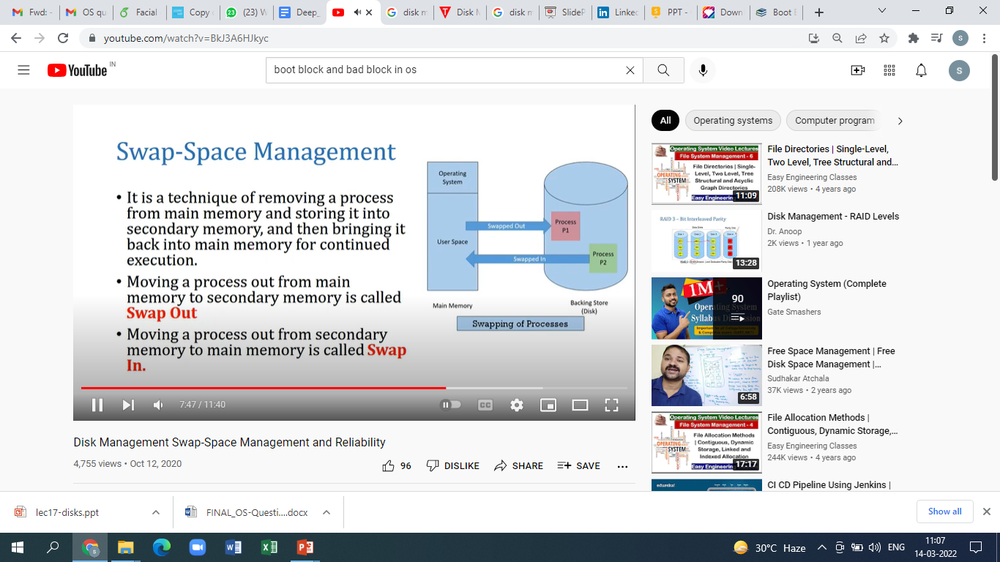 Fwd: -
OS qu
Facial
Copy
(23) W
Deep_
disk m
Disk M
disk m
SlideP
Linke
PPT -
Down
Boot E
youtube.com/watch?v=BkJ3A6HJkyc
S
YouTube IN
boot block and bad block in os
S
Swap-Space Management
• It is a technique of removing a process
from main memory and storing it into
secondary memory, and then bringing it
back into main memory for continued
execution.
• Moving a process out from main
memory to secondary memory is called
Swap Out
• Moving a process out from secondary
memory to main memory is called Swap
In.
Operating
System
User Space
Main Memory
Swapped Out
Swapped In
Process
P1
Process
P2
Backing Store
(Disk)
Swapping of Processes
7:47 / 11:40
CC
Disk Management Swap-Space Management and Reliability
4,755 views • Oct 12, 2020
96
DISLIKE
SHARE
SAVE
All
Operating systems
Computer program
Operating System Video Lectures
File System Management - 6
OPERATING
SYSTEM
File Directories | Single-
Level, Two Level, Tree
Structural and Acyclic
Graph Directories
Easy Engineerin
11:09
File Directories | Single-Level,
Two Level, Tree Structural and...
Easy Engineering Classes
208K views • 4 years ago
RAID 3 – Bit Interleaved Parity
13:28
Disk Management - RAID Levels
Dr. Anoop
2K views • 1 year ago
1M+
Operating System
Syllabus Discussion
90
Operating System (Complete
Playlist)
Gate Smashers
6:58
Free Space Management | Free
Disk Space Management |...
Sudhakar Atchala
37K views • 2 years ago
Operating System Video Lectures
File System Management - 4
OPERATING
SYSTEM
File Allocation Methods
| Contiguous, Dynamic
Storage, Linked and
Indexed Allocation
Easy Engineerin
17:17
File Allocation Methods |
Contiguous, Dynamic Storage,...
Easy Engineering Classes
244K views • 4 years ago
edureka!
CI CD Pipeline Using Jenkins |
lec17-disks.ppt
FINAL_OS-Questi....docx
Show all
30°C Haze
ENG
11:07
14-03-2022